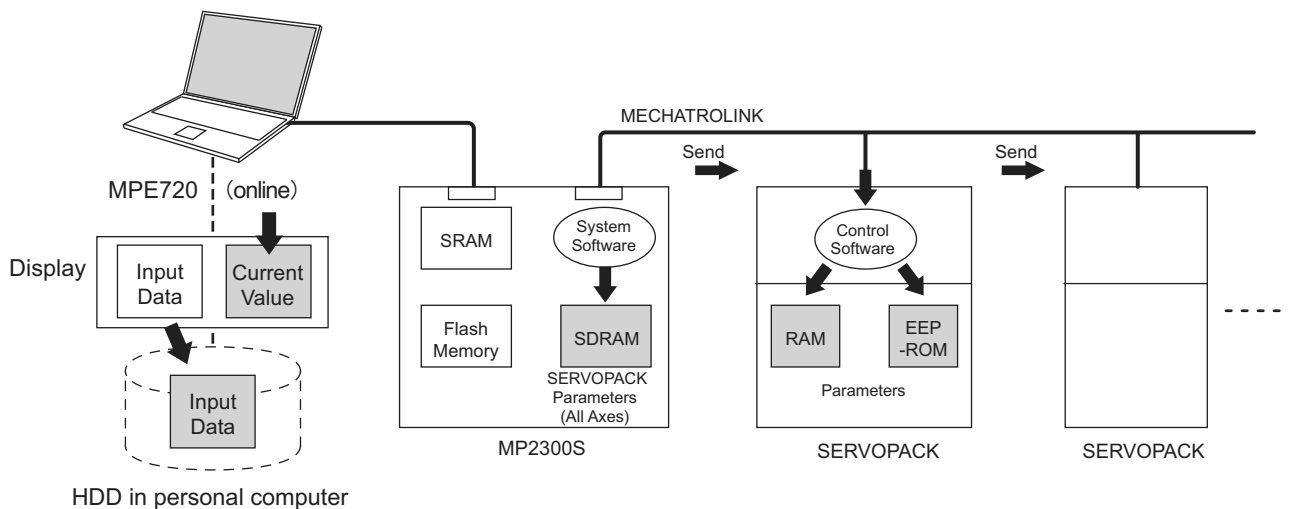 MECHATROLINK
Send
Send
MPE720 (online)
Display
Input
Data
Current
Value
Input
Data
HDD in personal computer
SRAM
System
Software
Flash
Memory
SDRAM
SERVOPACK
Parameters
(All Axes)
MP2300S
Control
Software
RAM
EEP
-ROM
Parameters
SERVOPACK
SERVOPACK